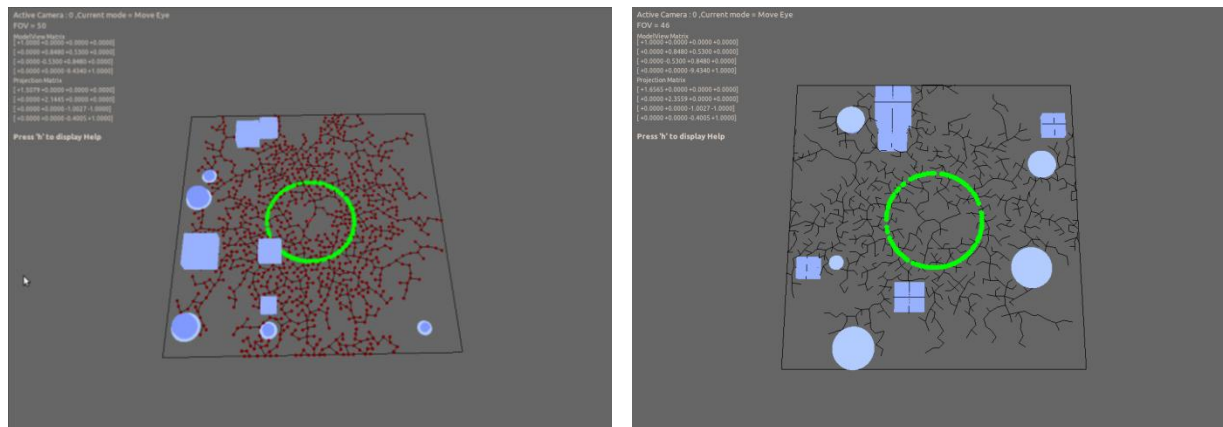 Active Camera : 0 ,Current mode = Move Eye
FOV = 50
ModelView Matrix
[ +1.0000 +0.0000 +0.0000 +0.0000]
[ +0.0000 +0.8480 +0.5300 +0.0000]
[ +0.0000 -0.5300 +0.8480 +0.0000]
[ +0.0000 +0.0000 -9.4340 +1.0000]
Projection Matrix
[ +1.5079 +0.0000 +0.0000 +0.0000]
[ +0.0000 +2.1445 +0.0000 +0.0000]
[ +0.0000 +0.0000 -1.0027 -1.0000]
[ +0.0000 +0.0000 -0.4005 +1.0000]
Press 'h' to display Help
Active Camera : 0 ,Current mode = Move Eye
FOV = 46
ModelView Matrix
[ +1.0000 +0.0000 +0.0000 +0.0000]
[ +0.0000 +0.8480 +0.5300 +0.0000]
[ +0.0000 -0.5300 +0.8480 +0.0000]
[ +0.0000 +0.0000 -9.4340 +1.0000]
Projection Matrix
[ +1.6565 +0.0000 +0.0000 +0.0000]
[ +0.0000 +2.3559 +0.0000 +0.0000]
[ +0.0000 +0.0000 -1.0027 -1.0000]
[ +0.0000 +0.0000 -0.4005 +1.0000]
Press 'h' to display Help